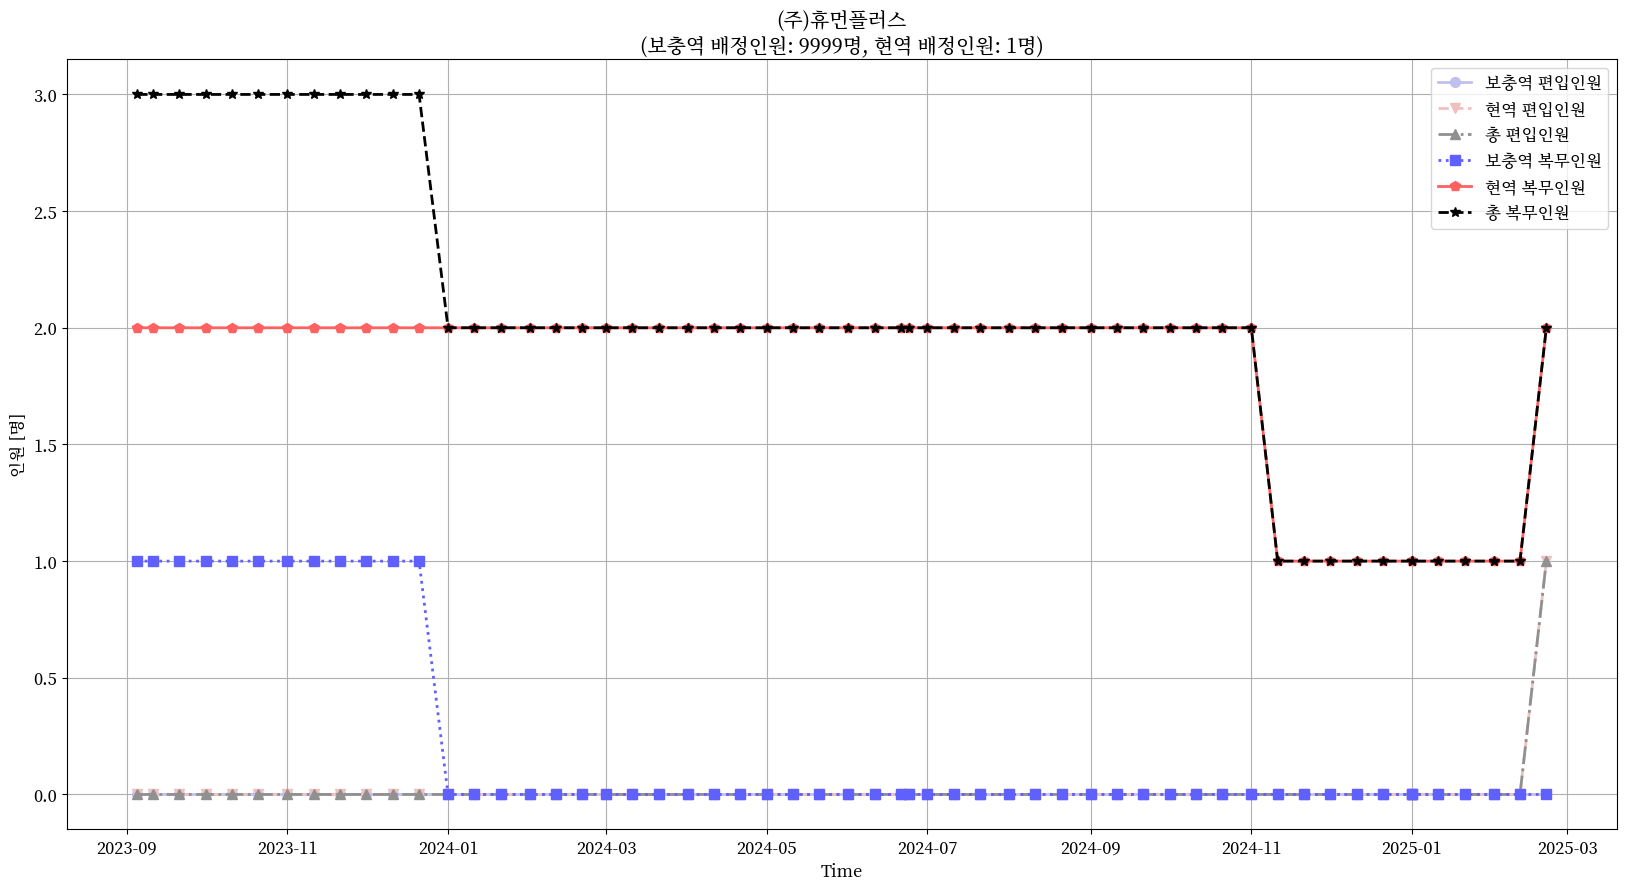 (주)휴먼플러스
(보충역 배정인원: 9999명, 현역 배정인원: 1명)
보충역 편입인원
현역 편입인원
총 편입인원
보충역 복무인원
현역 복무인원
총 복무인원
3.0
2.5
2.0
1.5
1.0
0.5
0.0
인원 [명]
2023-09
2023-11
2024-01
2024-03
2024-05
2024-07
2024-09
2024-11
2025-01
2025-03
Time